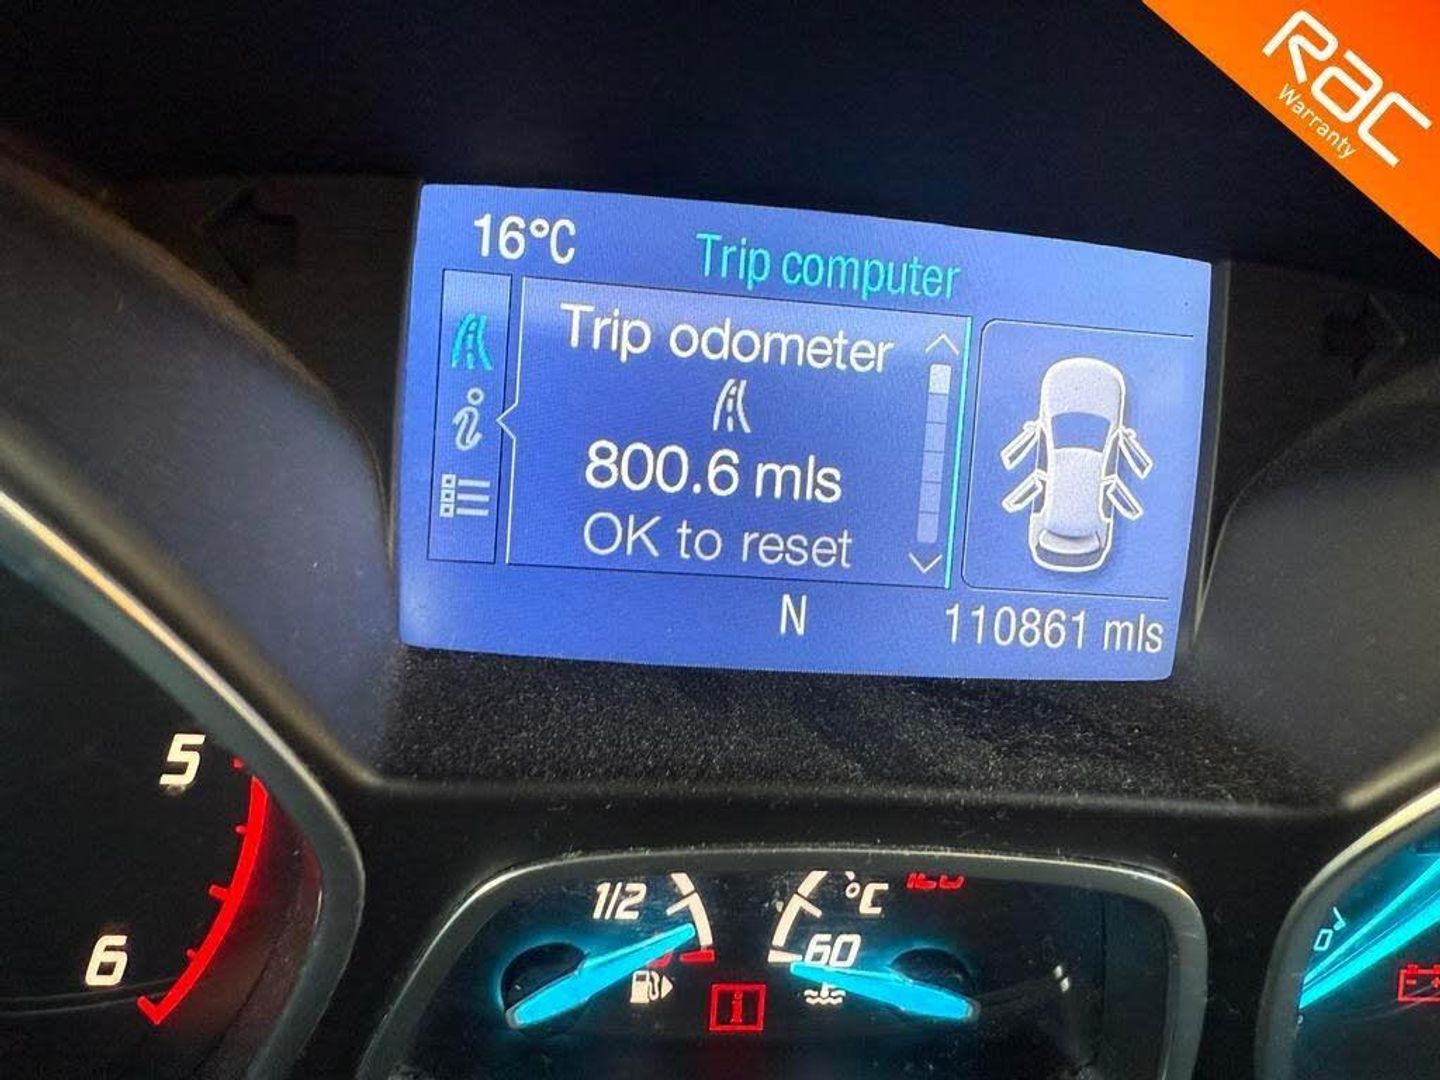 rac
Warranty
16°C
Trip computer
Trip odometer
800.6 mls
OK to reset
N
110861 mls
5
6
1/2
°C
60